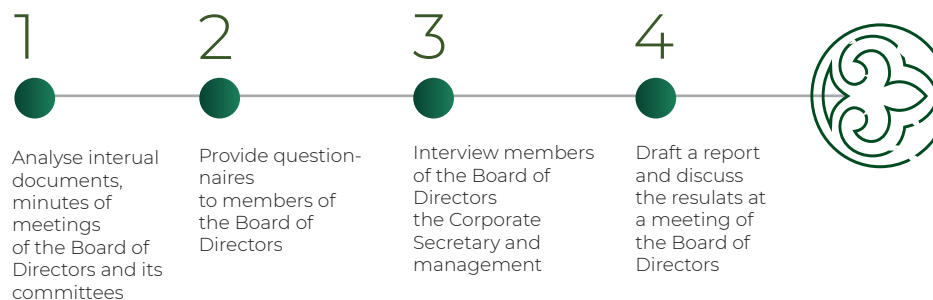 1
Analyse interual
documents,
minutes of
meetings
of the Board of
Directors and its
committees
2
Provide question-
naires
to members of
the Board of
Directors
3
Interview members
of the Board of
Directors
the Corporate
Secretary and
management
4
Draft a report
and discuss
the resulats at
a meeting of
the Board of
Directors